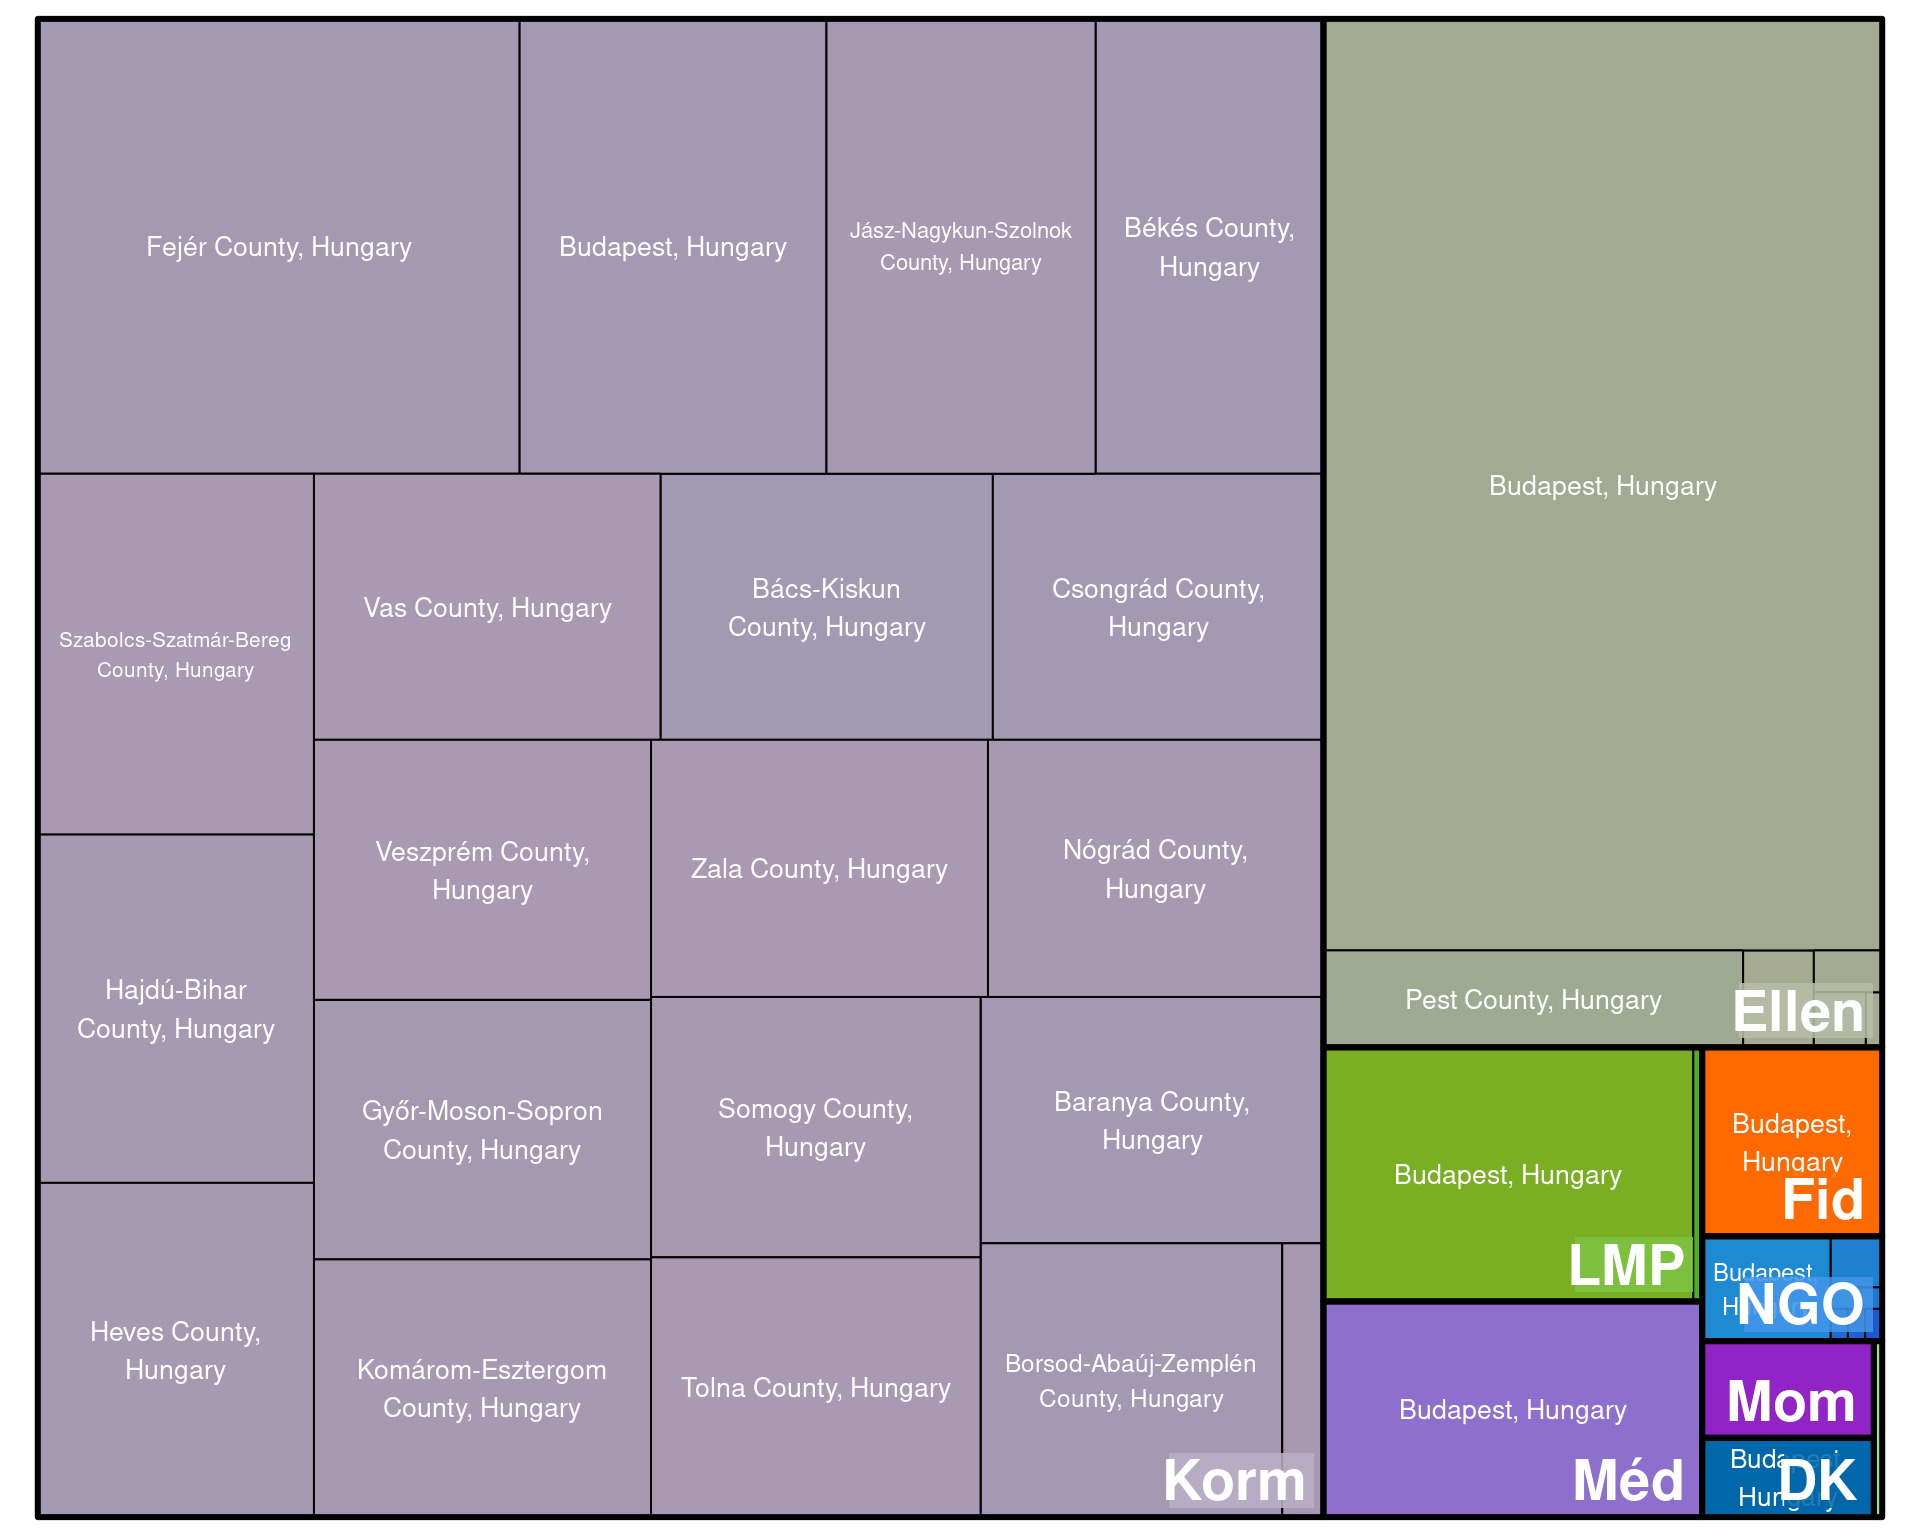 Fejér County, Hungary
Budapest, Hungary
Jász-Nagykun-Szolnok
County, Hungary
Békés County,
Hungary
Szabolcs-Szatmár-Bereg
County, Hungary
Vas County, Hungary
Bács-Kiskun
County, Hungary
Csongrád County,
Hungary
Hajdú-Bihar
County, Hungary
Veszprém County,
Hungary
Zala County, Hungary
Nógrád County,
Hungary
Győr-Moson-Sopron
County, Hungary
Somogy County,
Hungary
Baranya County,
Hungary
Heves County,
Hungary
Komárom-Esztergom
County, Hungary
Tolna County, Hungary
Borsod-Abaúj-Zemplén
County, Hungary
Korm
Budapest, Hungary
Pest County, Hungary
Ellen
Budapest, Hungary
LMP
Budapest, Hungary
Méd
Budapest,
Hungary
Fid
Budapest,
NGO
Mom
Budapest,
Hungary
DK